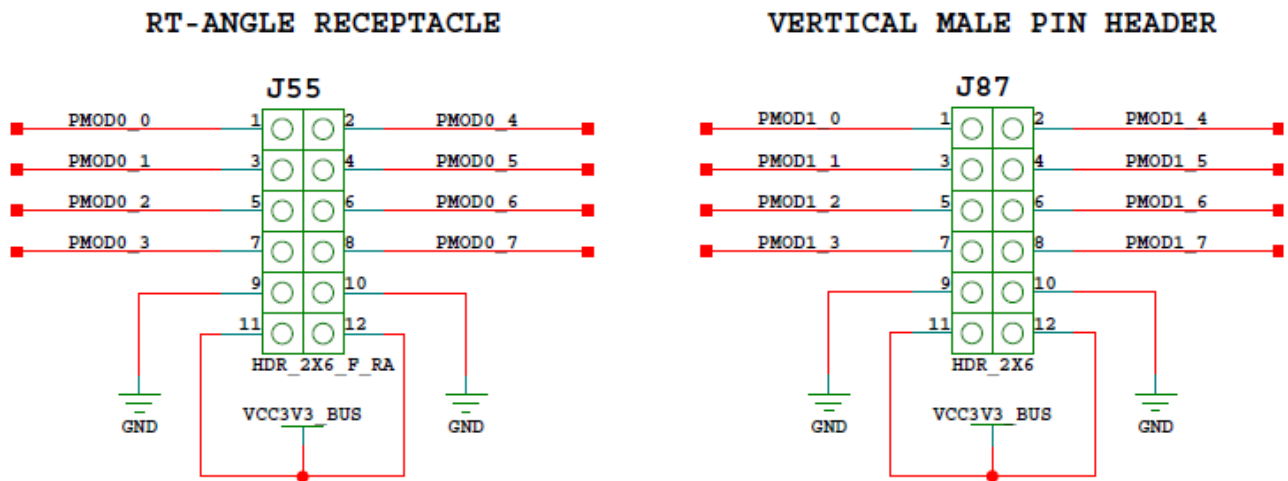 RT-ANGLE RECEPTACLE
J55
PMOD0_0 1 2 PMOD0_4
PMOD0_1 3 4 PMOD0_5
PMOD0_2 5 6 PMOD0_6
PMOD0_3 7 8 PMOD0_7
9 10
11 12
HDR_2X6_F_RA
VCC3V3_BUS
GND GND
VERTICAL MALE PIN HEADER
J87
PMOD1_0 1 2 PMOD1_4
PMOD1_1 3 4 PMOD1_5
PMOD1_2 5 6 PMOD1_6
PMOD1_3 7 8 PMOD1_7
9 10
11 12
HDR_2X6
VCC3V3_BUS
GND GND